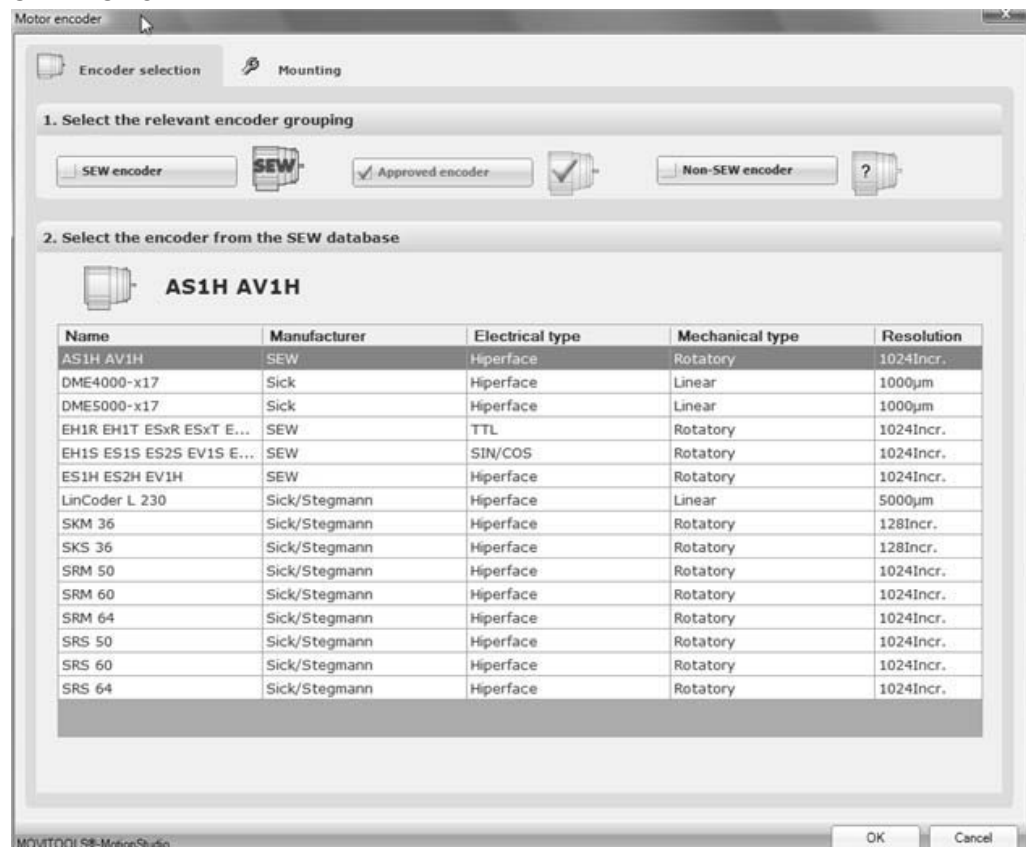 Motor encoder
Encoder selection Mounting
1. Select the relevant encoder grouping
SEW encoder SEW Approved encoder Non-SEW encoder ?
2. Select the encoder from the SEW database
AS1H AV1H
Name Manufacturer Electrical type Mechanical type Resolution
AS1H AV1H SEW Hiperface Rotatory 1024Incr.
DME4000-x17 Sick Hiperface Linear 1000µm
DME5000-x17 Sick Hiperface Linear 1000µm
EH1R EH1T ESxR ESxT E... SEW TTL Rotatory 1024Incr.
EH1S ES1S ES2S EV1S E... SEW SIN/COS Rotatory 1024Incr.
ES1H ES2H EV1H SEW Hiperface Rotatory 1024Incr.
LinCoder L 230 Sick/Stegmann Hiperface Linear 5000µm
SKM 36 Sick/Stegmann Hiperface Rotatory 128Incr.
SKS 36 Sick/Stegmann Hiperface Rotatory 128Incr.
SRM 50 Sick/Stegmann Hiperface Rotatory 1024Incr.
SRM 60 Sick/Stegmann Hiperface Rotatory 1024Incr.
SRM 64 Sick/Stegmann Hiperface Rotatory 1024Incr.
SRS 50 Sick/Stegmann Hiperface Rotatory 1024Incr.
SRS 60 Sick/Stegmann Hiperface Rotatory 1024Incr.
SRS 64 Sick/Stegmann Hiperface Rotatory 1024Incr.
OK Cancel
MOVITOOLS®-MotionStudio